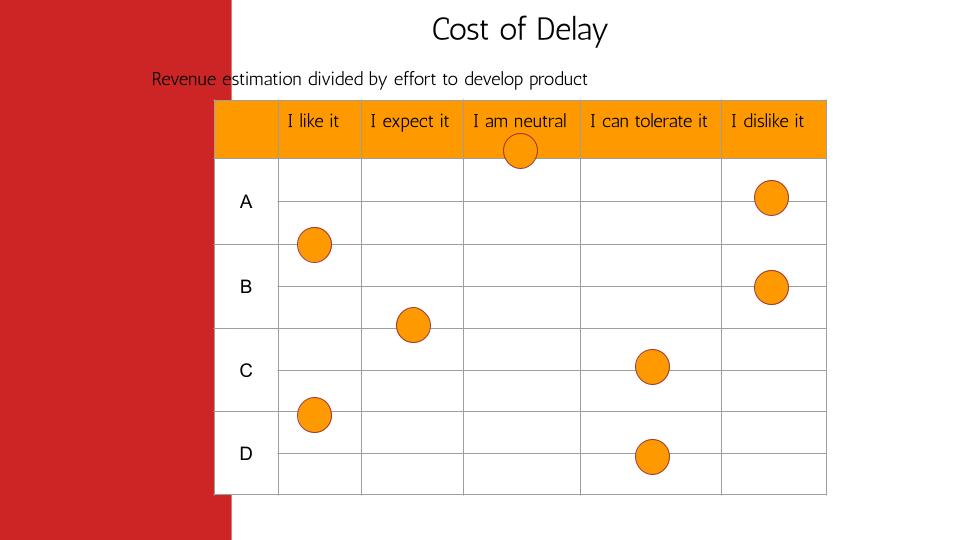 Cost of Delay
Revenue estimation divided by effort to develop product
I like it I expect it I am neutral I can tolerate it I dislike it
A
B
C
D